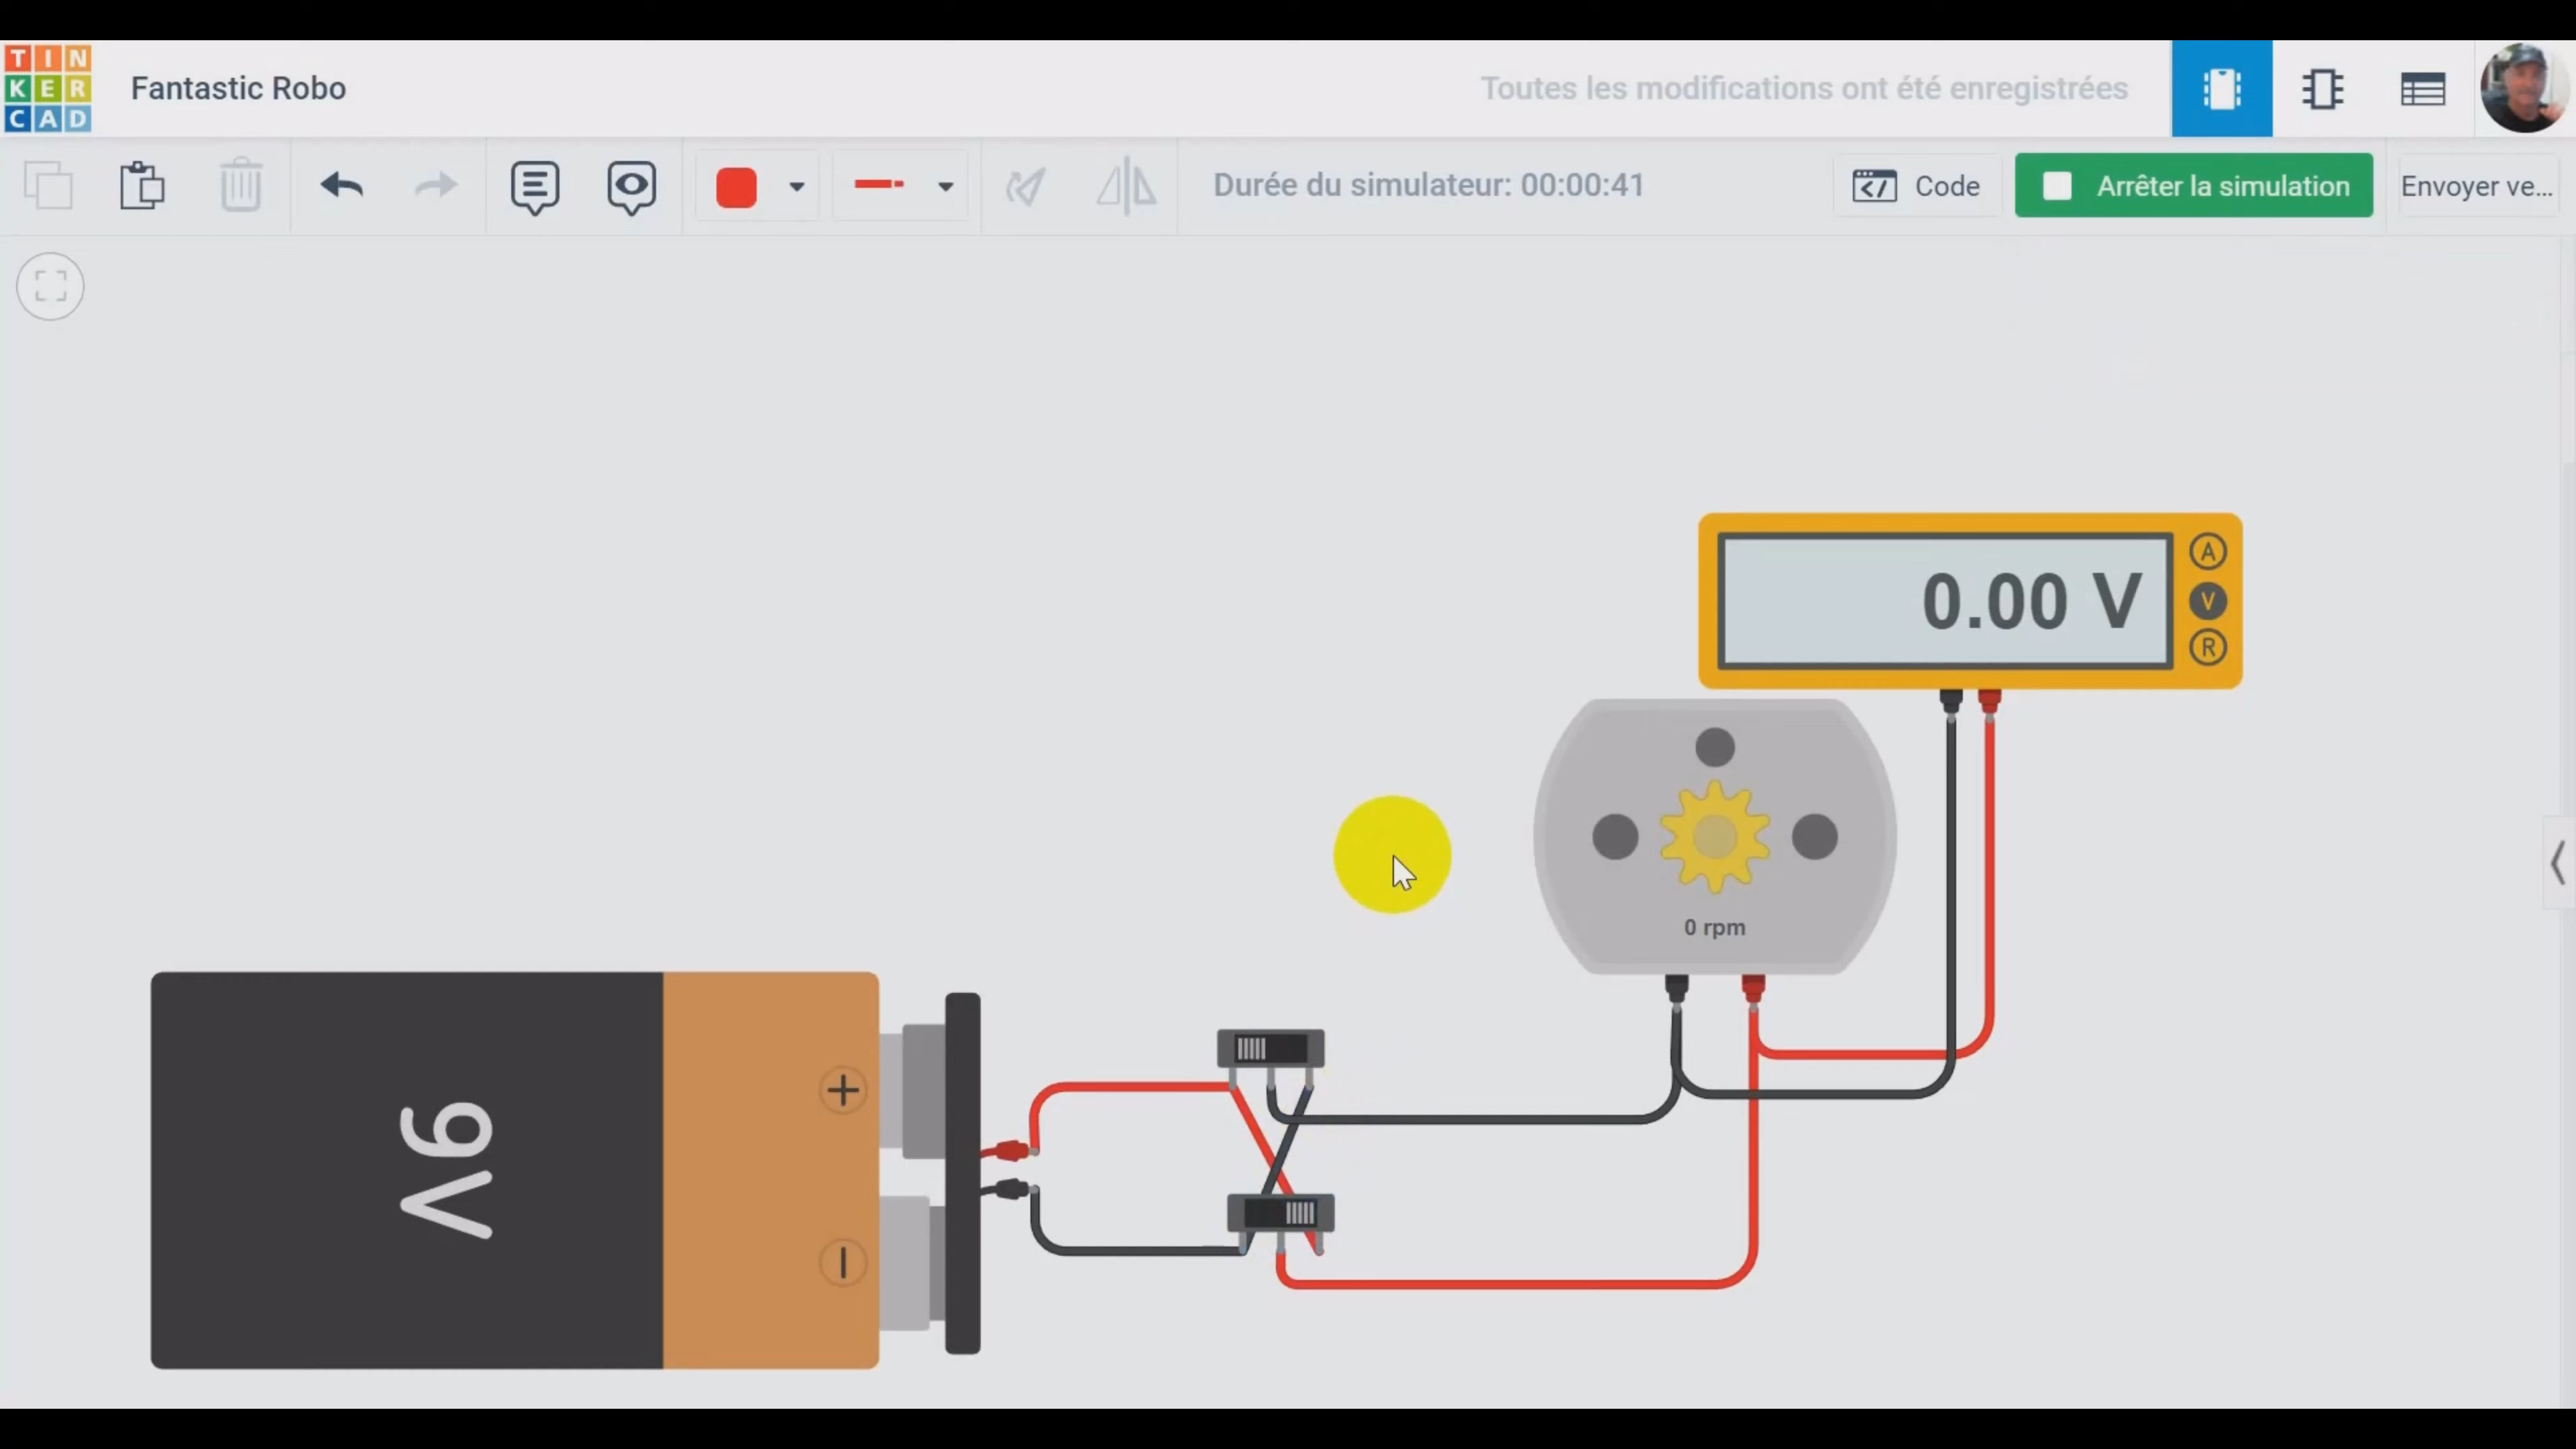 TIN
KER
CAD
Fantastic Robo
Toutes les modifications ont été enregistrées
Durée du simulateur: 00:00:41
Code
Arrêter la simulation
Envoyer ve...
0.00 V
A
V
R
0 rpm
+
9V
–